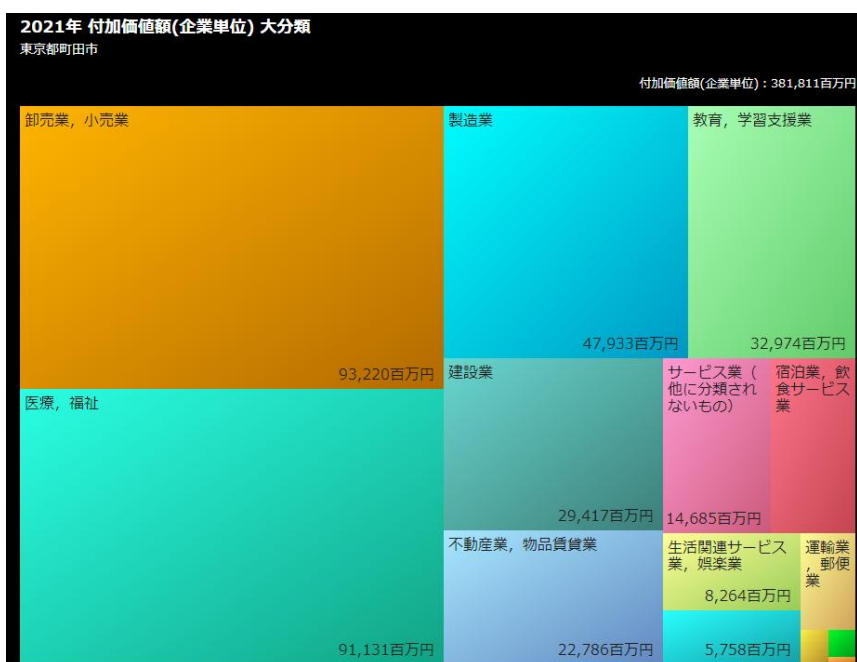 2021年 付加価値額(企業単位) 大分類
東京都町田市
付加価値額(企業単位)：381,811百万円
卸売業，小売業
93,220百万円
医療，福祉
91,131百万円
製造業
47,933百万円
教育，学習支援業
32,974百万円
建設業
29,417百万円
サービス業（
他に分類され
ないもの）
14,685百万円
宿泊業，飲
食サービス
業
不動産業，物品賃貸業
22,786百万円
生活関連サービス
業，娯楽業
8,264百万円
運輸業
，郵便
業
5,758百万円